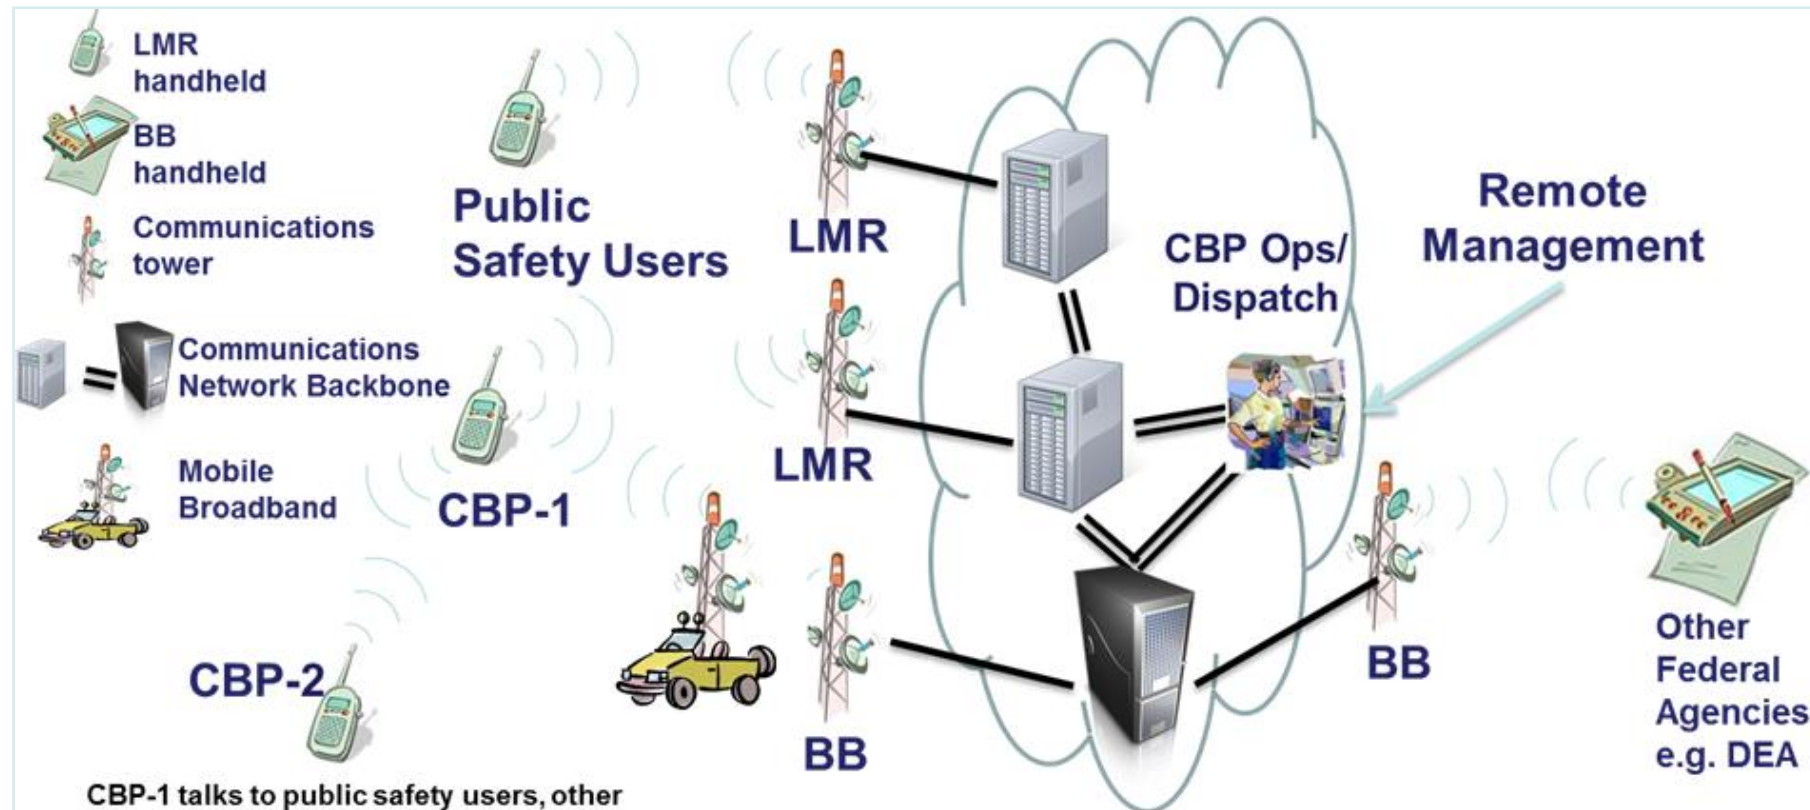 LMR
handheld
BB
handheld
Communications
tower
Communications
Network Backbone
Mobile
Broadband
Public
Safety Users
LMR
CBP Ops/
Dispatch
Remote
Management
LMR
CBP-1
CBP-2
BB
BB
Other
Federal
Agencies
e.g. DEA
CBP-1 talks to public safety users, other